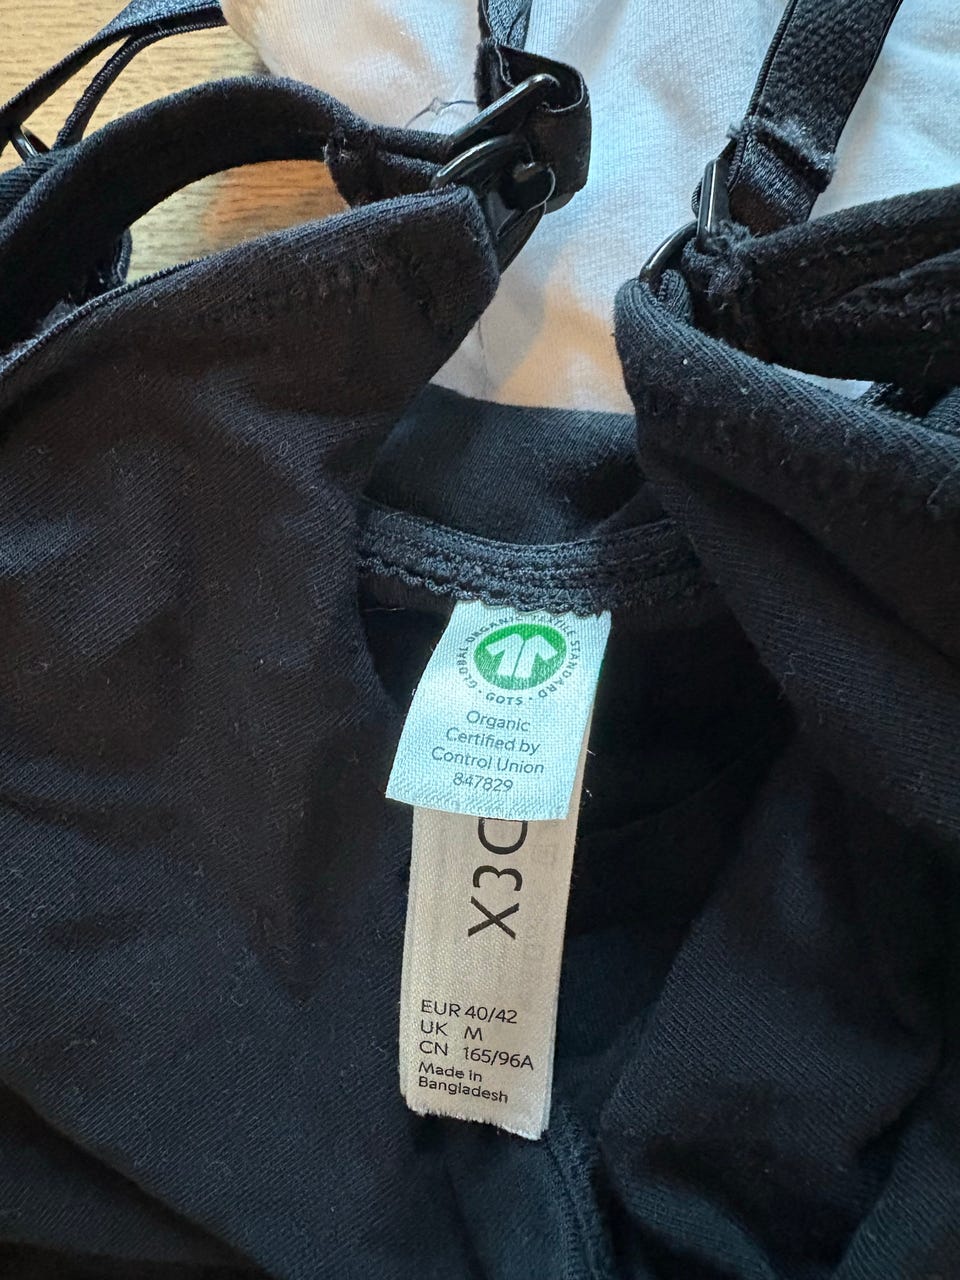 GLOBAL ORGANIC TEXTILE STANDARD
· GOTS ·
Organic
Certified by
Control Union
847829
DEX
EUR 40/42
UK M
CN 165/96A
Made in
Bangladesh